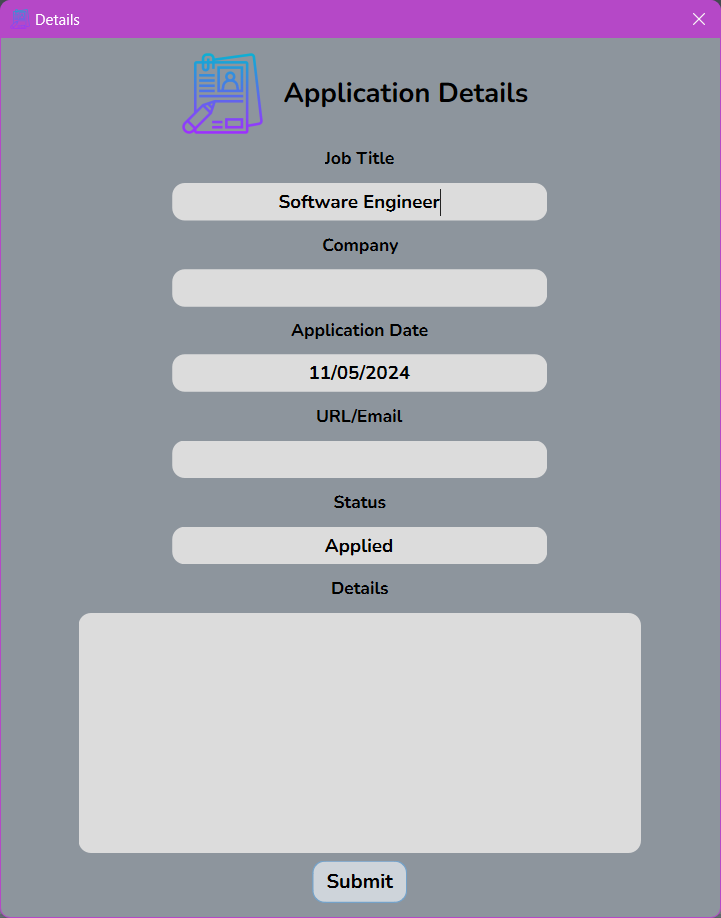 Details
Application Details
Job Title
Software Engineer
Company
Application Date
11/05/2024
URL/Email
Status
Applied
Details
Submit